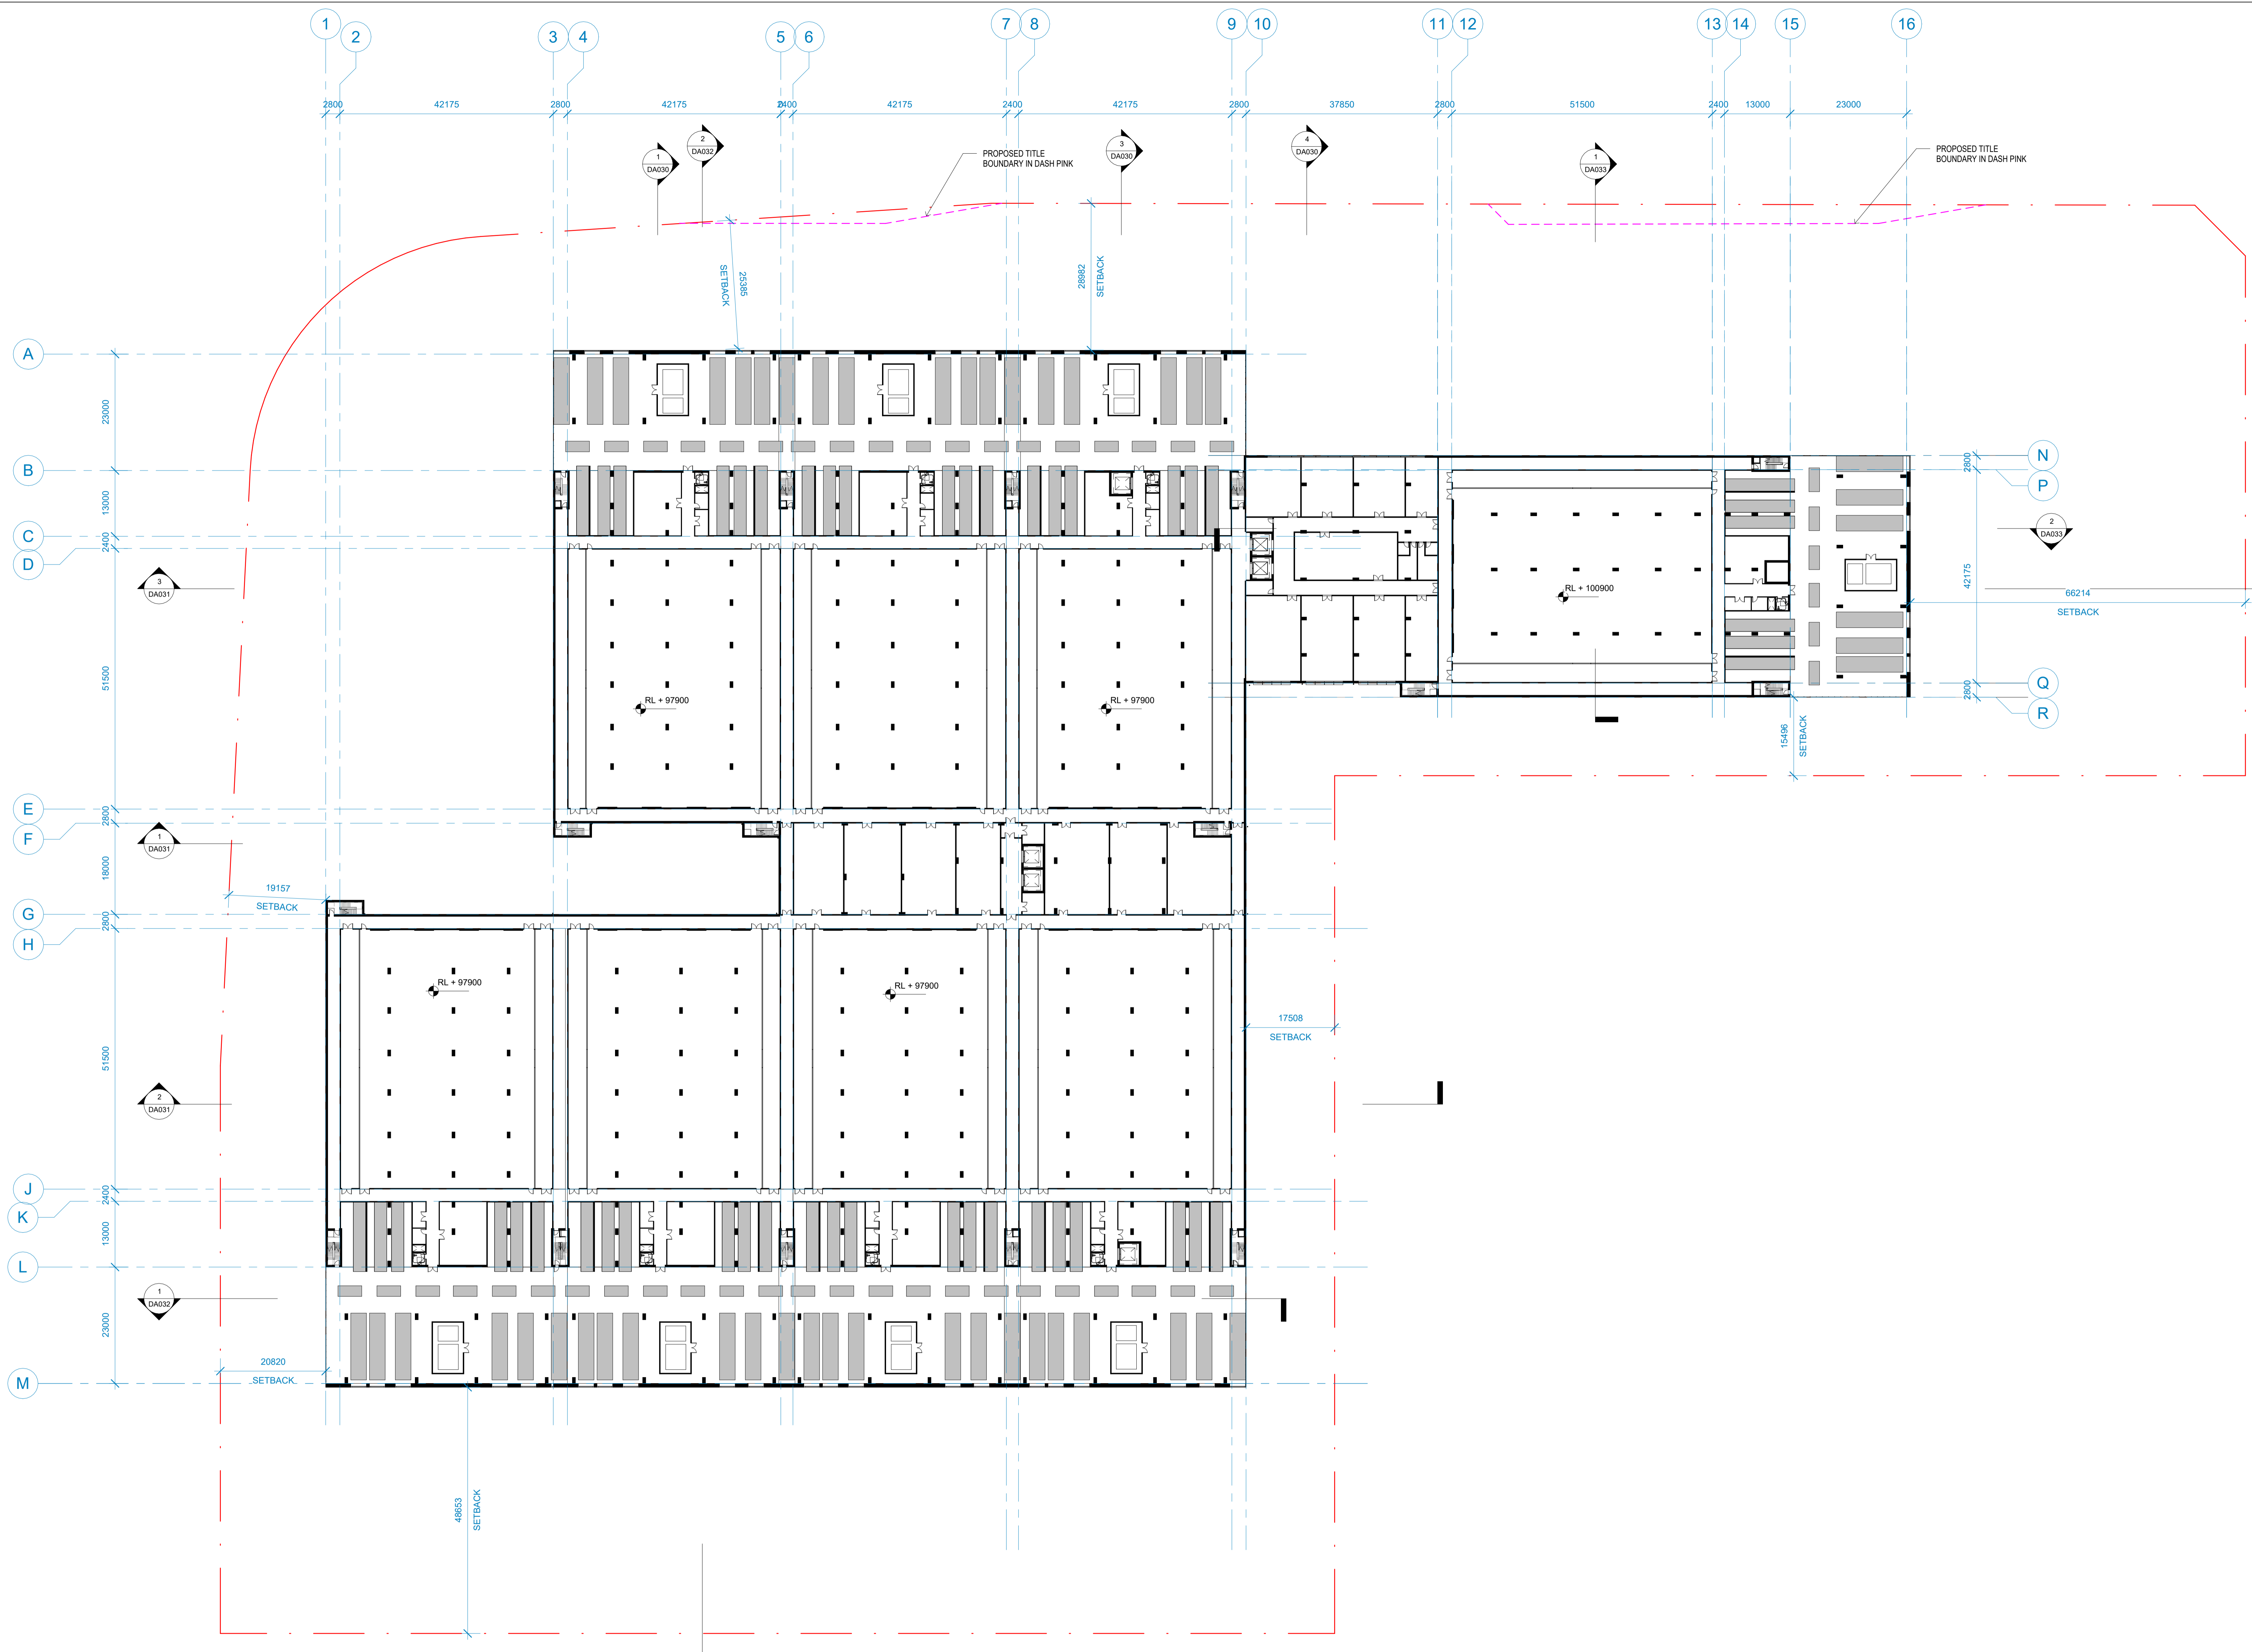 1
2
3
4
5
6
7
8
9
10
11
12
13
14
15
16
2800
42175
2800
42175
2400
42175
2400
42175
2800
37850
2800
51500
2400
13000
23000
1
DA030
2
DA032
3
DA030
4
DA030
1
DA033
PROPOSED TITLE
BOUNDARY IN DASH PINK
PROPOSED TITLE
BOUNDARY IN DASH PINK
25385
SETBACK
28982
SETBACK
A
23000
B
13000
C
2400
D
51500
E
2800
F
18000
G
2800
H
51500
J
2400
K
13000
L
23000
M
N
2800
P
42175
Q
2800
R
2
DA033
66214
SETBACK
15496
SETBACK
3
DA031
1
DA031
2
DA031
1
DA032
RL + 100900
RL + 97900
RL + 97900
19157
SETBACK
RL + 97900
RL + 97900
17508
SETBACK
20820
SETBACK
48653
SETBACK